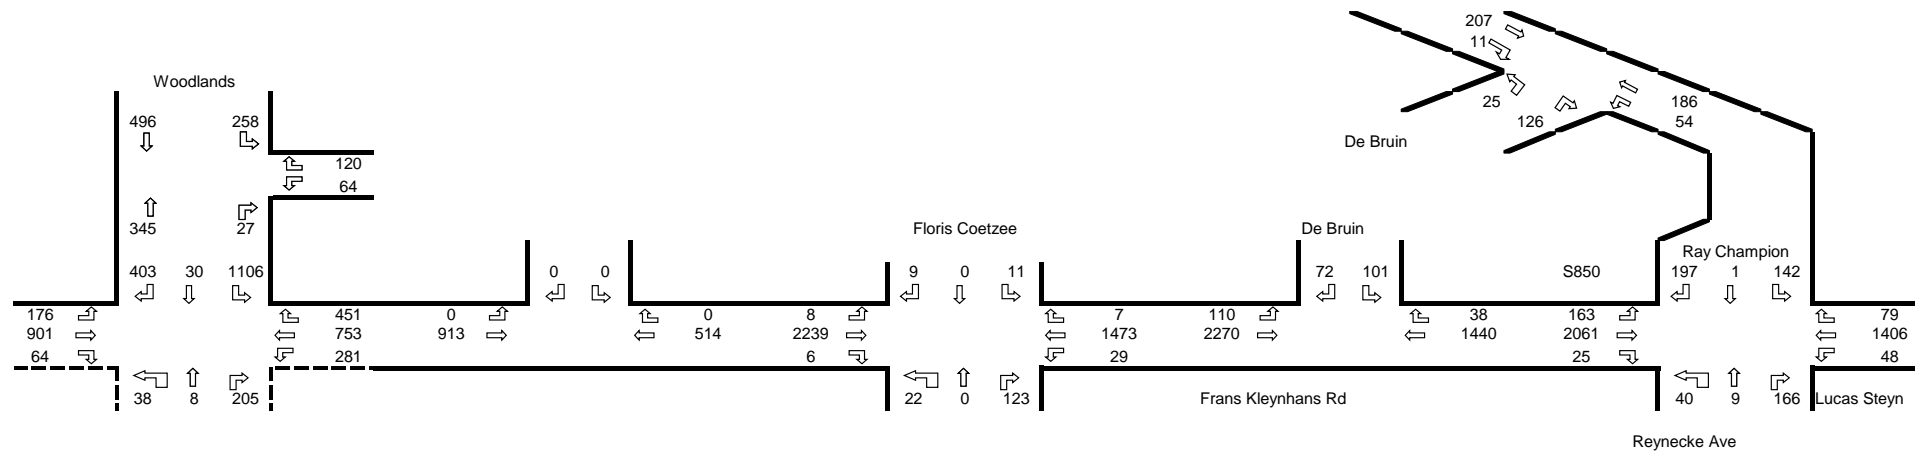 207
11
Woodlands
25
186
496
258
126
54
De Bruin
120
64
345
27
Floris Coetzee
De Bruin
Ray Champion
403 30 1106
0 0
9 0 11
72 101
S850
197 1 142
176
451
0
0
8
7
110
38
163
79
901
753
913
514
2239
1473
2270
1440
2061
1406
64
281
6
29
25
48
38 8 205
22 0 123
Frans Kleynhans Rd
40 9 166
Lucas Steyn
Reynecke Ave